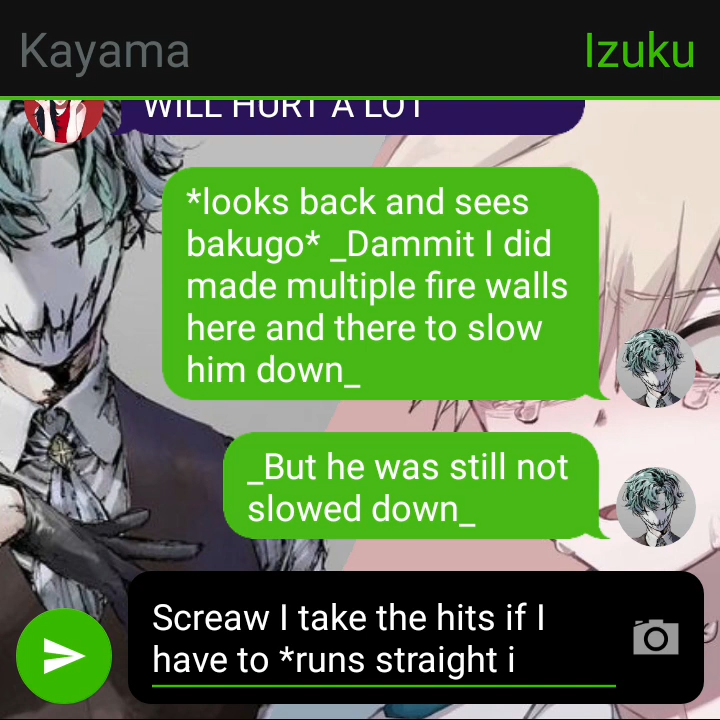 Kayama
Izuku
WILL HURT A LOT
*looks back and sees
bakugo* _Dammit I did
made multiple fire walls
here and there to slow
him down_
_But he was still not
slowed down_
Screaw I take the hits if I
have to *runs straight i